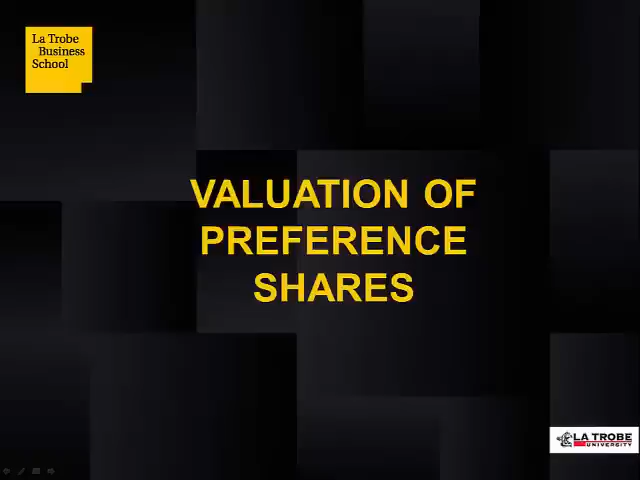 La Trobe
Business
School
VALUATION OF
PREFERENCE
SHARES
LA TROBE
UNIVERSITY